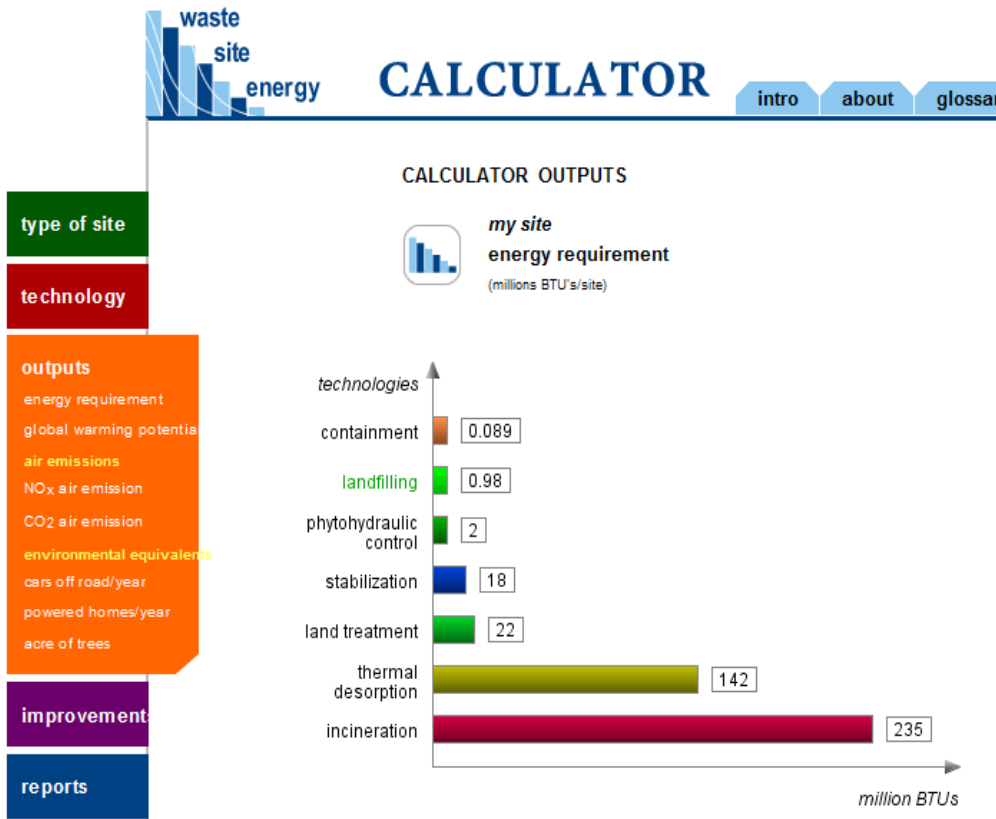 waste
site
energy
CALCULATOR
intro
about
glossar
CALCULATOR OUTPUTS
my site
energy requirement
(millions BTU's/site)
type of site
technology
outputs
energy requirement
global warming potentia
air emissions
NOx air emission
CO2 air emission
environmental equivalents
cars off road/year
powered homes/year
acre of trees
improvements
reports
technologies
containment 0.089
landfilling 0.98
phytohydraulic
control 2
stabilization 18
land treatment 22
thermal
desorption 142
incineration 235
million BTUs